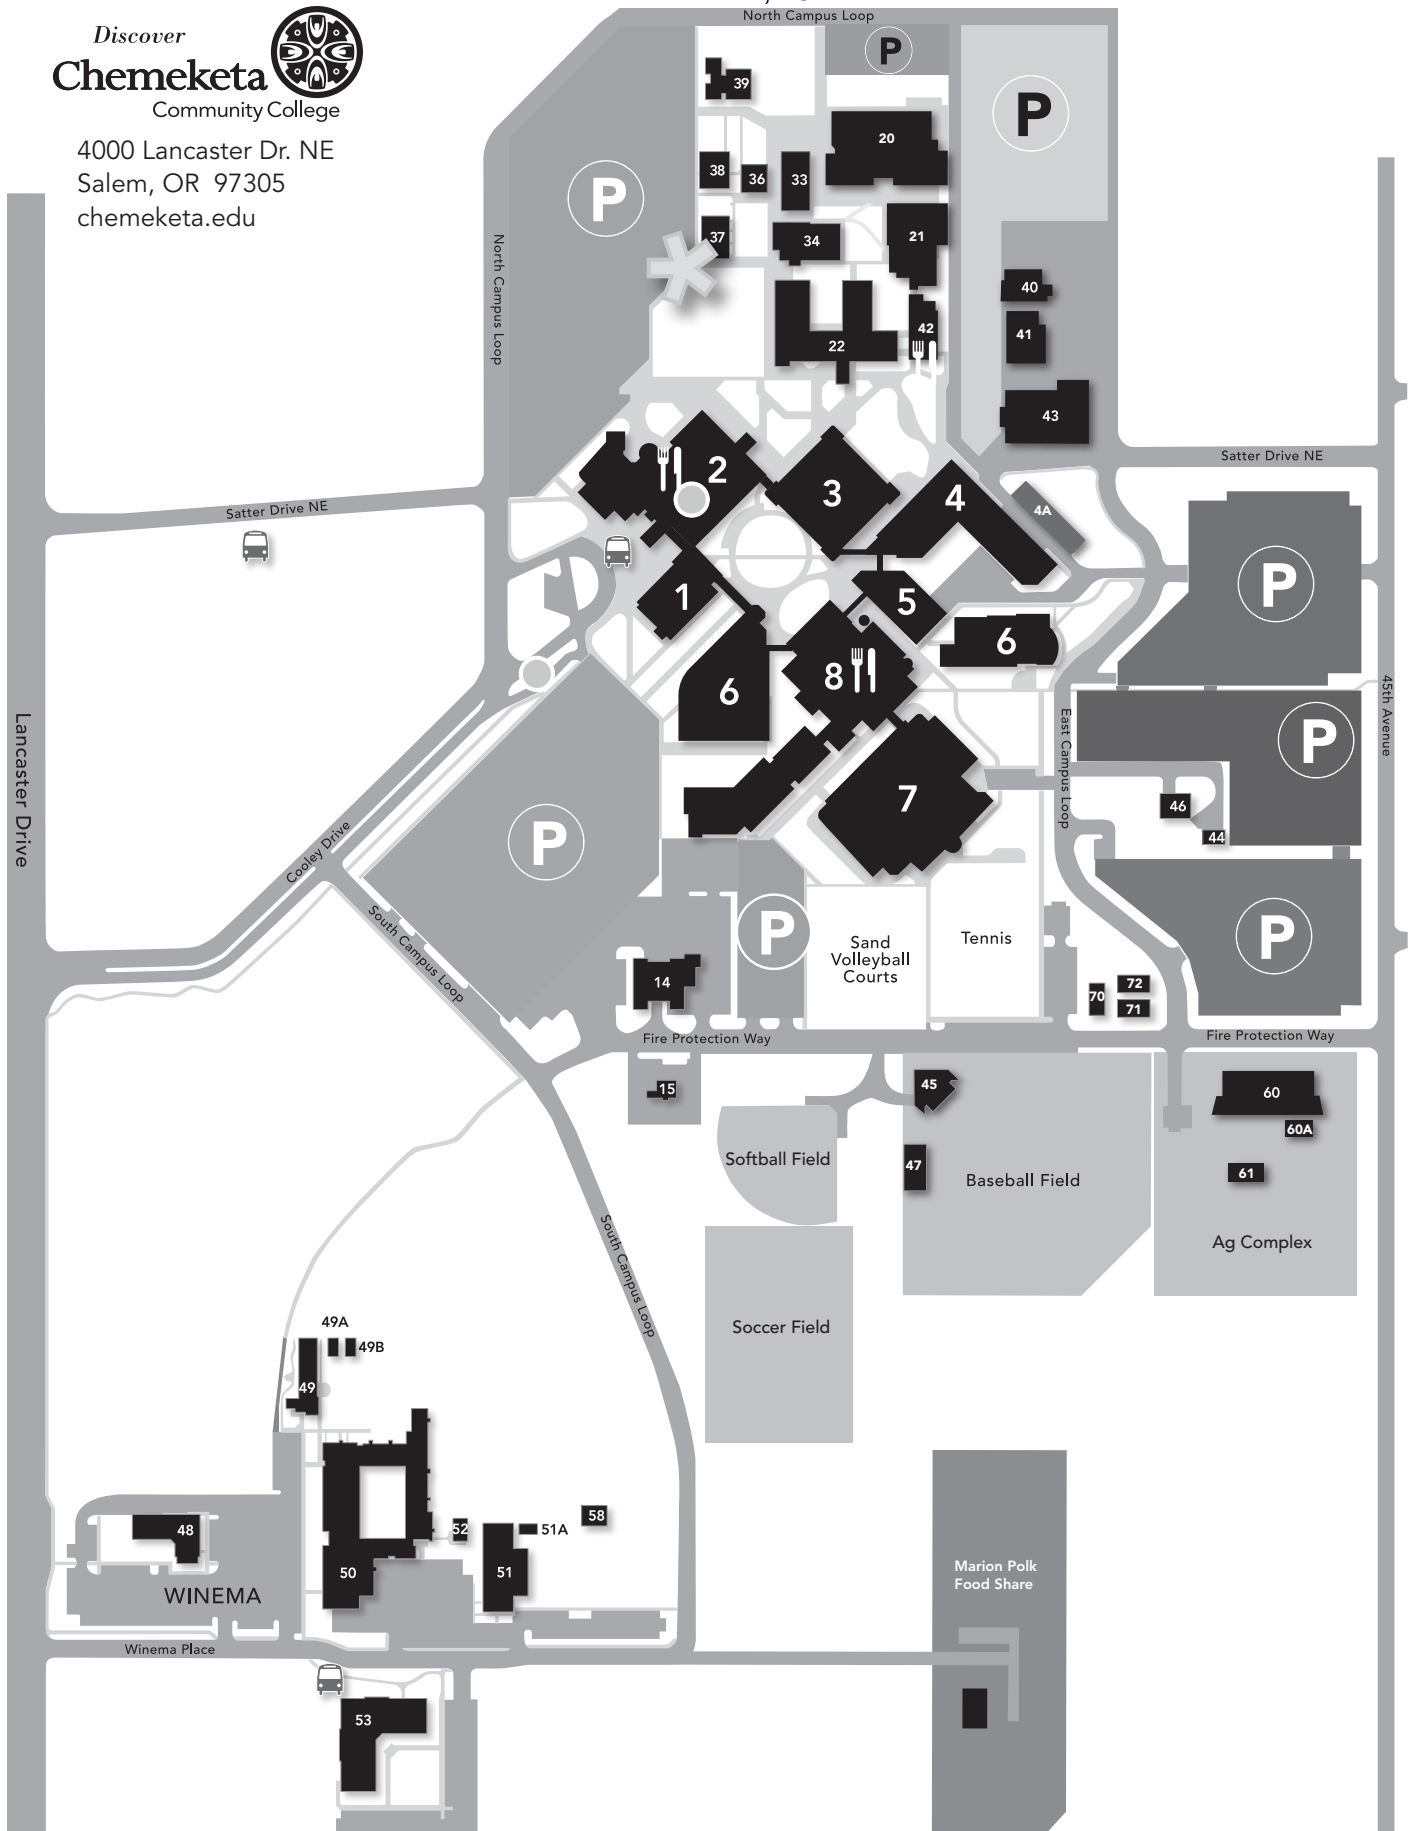 North Campus Loop
Discover
Chemeketa
Community College
4000 Lancaster Dr. NE
Salem, OR 97305
chemeketa.edu
P
P
P
39
20
38
36
33
37
34
21
North Campus Loop
40
41
42
22
43
Satter Drive NE
2
3
4
4A
Satter Drive NE
P
1
5
6
6
8
45th Avenue
East Campus Loop
Lancaster Drive
P
7
46
44
P
Cooley Drive
South Campus Loop
P
Sand
Volleyball
Courts
Tennis
P
14
70
72
71
Fire Protection Way
Fire Protection Way
15
45
60
60A
47
61
Softball Field
Baseball Field
Ag Complex
South Campus Loop
Soccer Field
49A
49B
49
48
52
51A
58
50
51
WINEMA
Marion Polk
Food Share
Winema Place
53